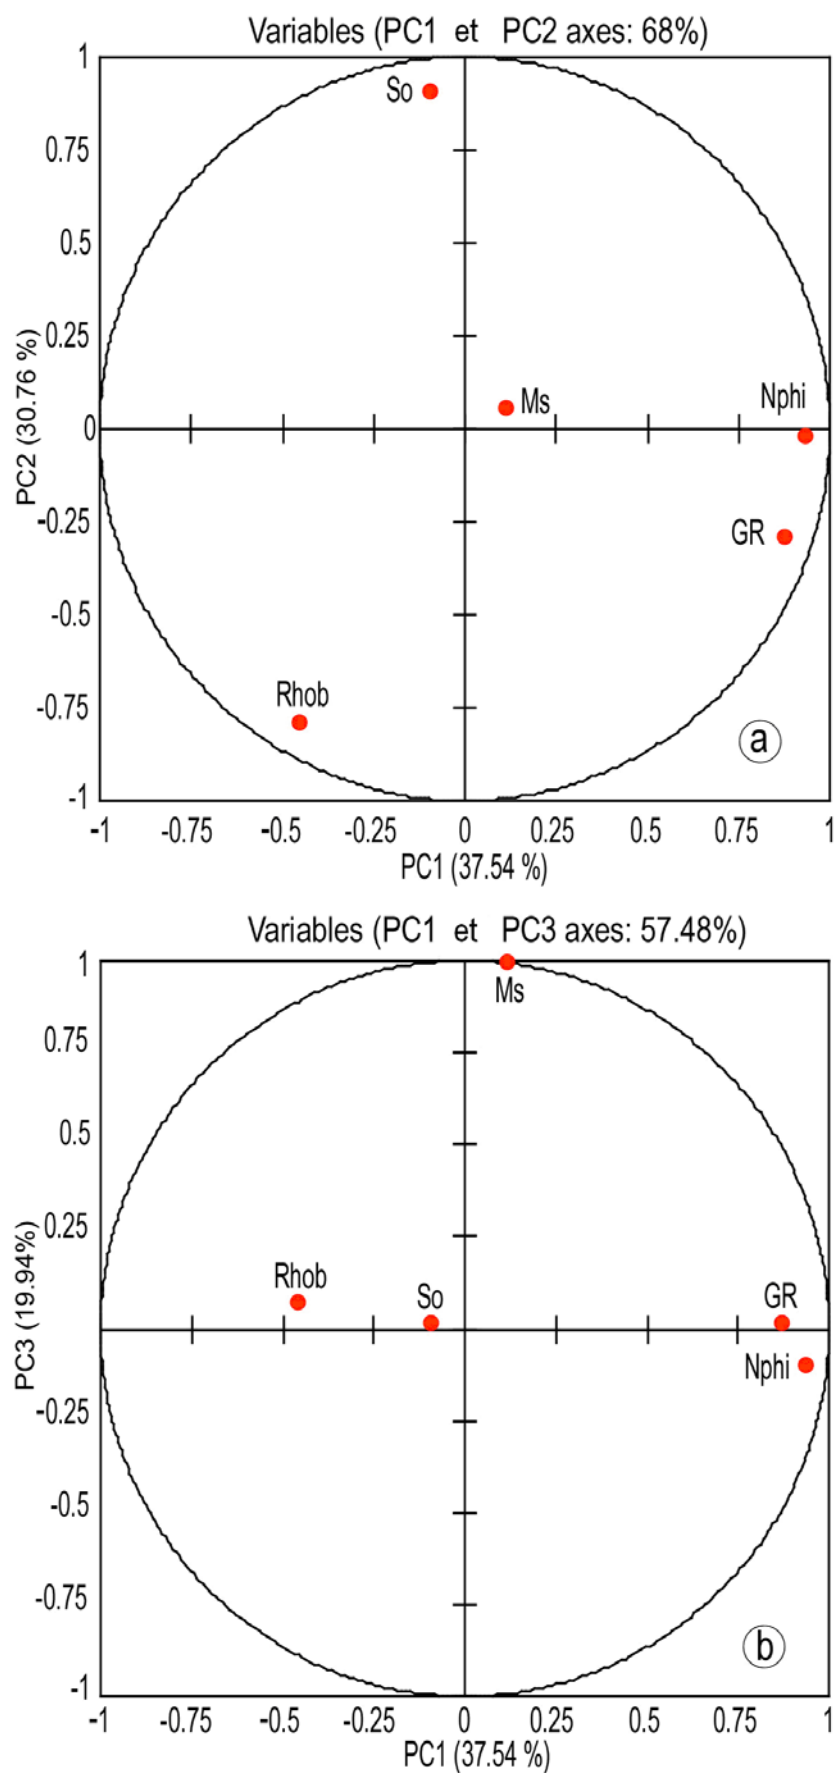 Variables (PC1 et PC2 axes: 68%)
1
So
0.75
0.5
0.25
Ms
Nphi
0
PC2 (30.76 %)
-0.25
GR
-0.5
Rhob
-0.75
a
-1
-1 -0.75 -0.5 -0.25 0 0.25 0.5 0.75 1
PC1 (37.54 %)
Variables (PC1 et PC3 axes: 57.48%)
1
Ms
0.75
0.5
0.25
Rhob So GR
PC3 (19.94%)
Nphi
-0.25
-0.5
-0.75
b
-1
-1 -0.75 -0.5 -0.25 0 0.25 0.5 0.75 1
PC1 (37.54 %)